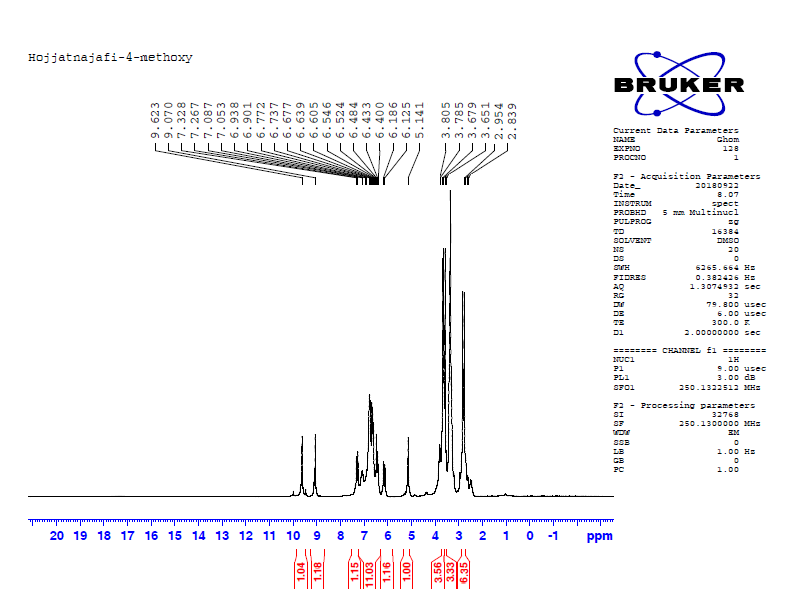 Hojjatnajafi-4-methoxy
BRUKER
9.623
9.070
7.328
7.267
7.087
7.053
6.938
6.901
6.772
6.737
6.677
6.639
6.605
6.546
6.524
6.484
6.433
6.400
6.186
6.125
5.141
3.805
3.785
3.679
3.651
2.954
2.839
Current Data Parameters
NAME Ghom
EXPNO 128
PROCNO 1
F2 - Acquisition Parameters
Date_ 20180922
Time 8.07
INSTRUM spect
PROBHD 5 mm Multinucl
PULPROG zg
TD 16384
SOLVENT DMSO
NS 20
DS 0
SWH 6265.664 Hz
FIDRES 0.382426 Hz
AQ 1.3074932 sec
RG 32
DW 79.800 usec
DE 6.00 usec
TE 300.0 K
D1 2.00000000 sec
======== CHANNEL f1 ========
NUC1 1H
P1 9.00 usec
PL1 3.00 dB
SFO1 250.1322512 MHz
F2 - Processing parameters
SI 32768
SF 250.1300000 MHz
WDW EM
SSB 0
LB 1.00 Hz
GB 0
PC 1.00
20 19 18 17 16 15 14 13 12 11 10 9 8 7 6 5 4 3 2 1 0 -1 ppm
1.04
1.18
1.15
11.03
1.16
1.00
3.56
3.33
6.35